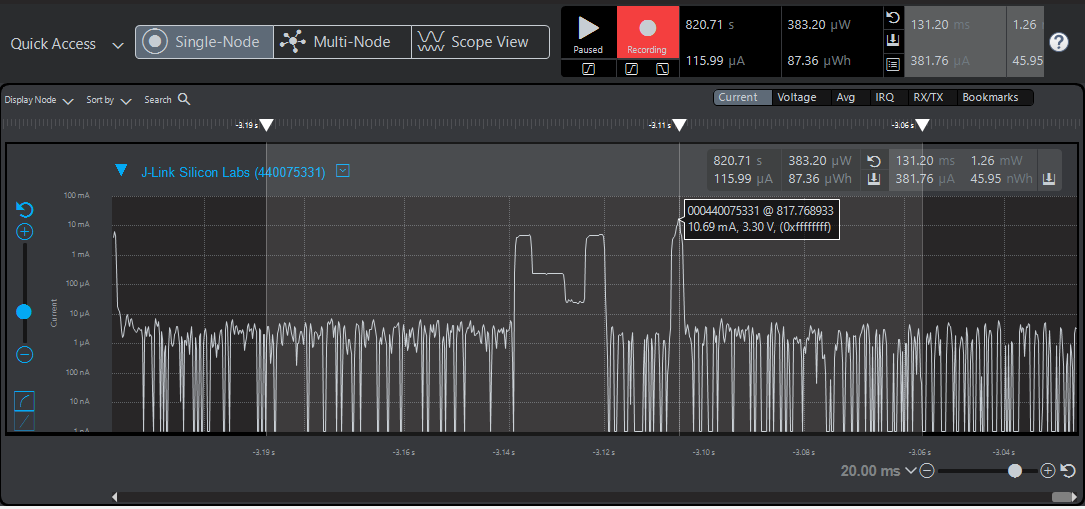 Quick Access
Single-Node
Multi-Node
Scope View
Paused
Recording
820.71 s
383.20 µW
115.99 µA
87.36 µWh
131.20 ms
1.26
381.76 µA
45.95
?
Display Node
Sort by
Search
Current
Voltage
Avg
IRQ
RX/TX
Bookmarks
-3.19 s
-3.11 s
-3.06 s
J-Link Silicon Labs (440075331)
820.71 s
383.20 µW
115.99 µA
87.36 µWh
131.20 ms
1.26 mW
381.76 µA
45.95 nWh
000440075331 @ 817.768933
10.69 mA, 3.30 V, (0xffffffff)
Current
100 mA
10 mA
1 mA
100 µA
10 µA
1 µA
100 nA
10 nA
1 nA
-3.19 s
-3.16 s
-3.14 s
-3.12 s
-3.10 s
-3.08 s
-3.06 s
-3.04 s
20.00 ms